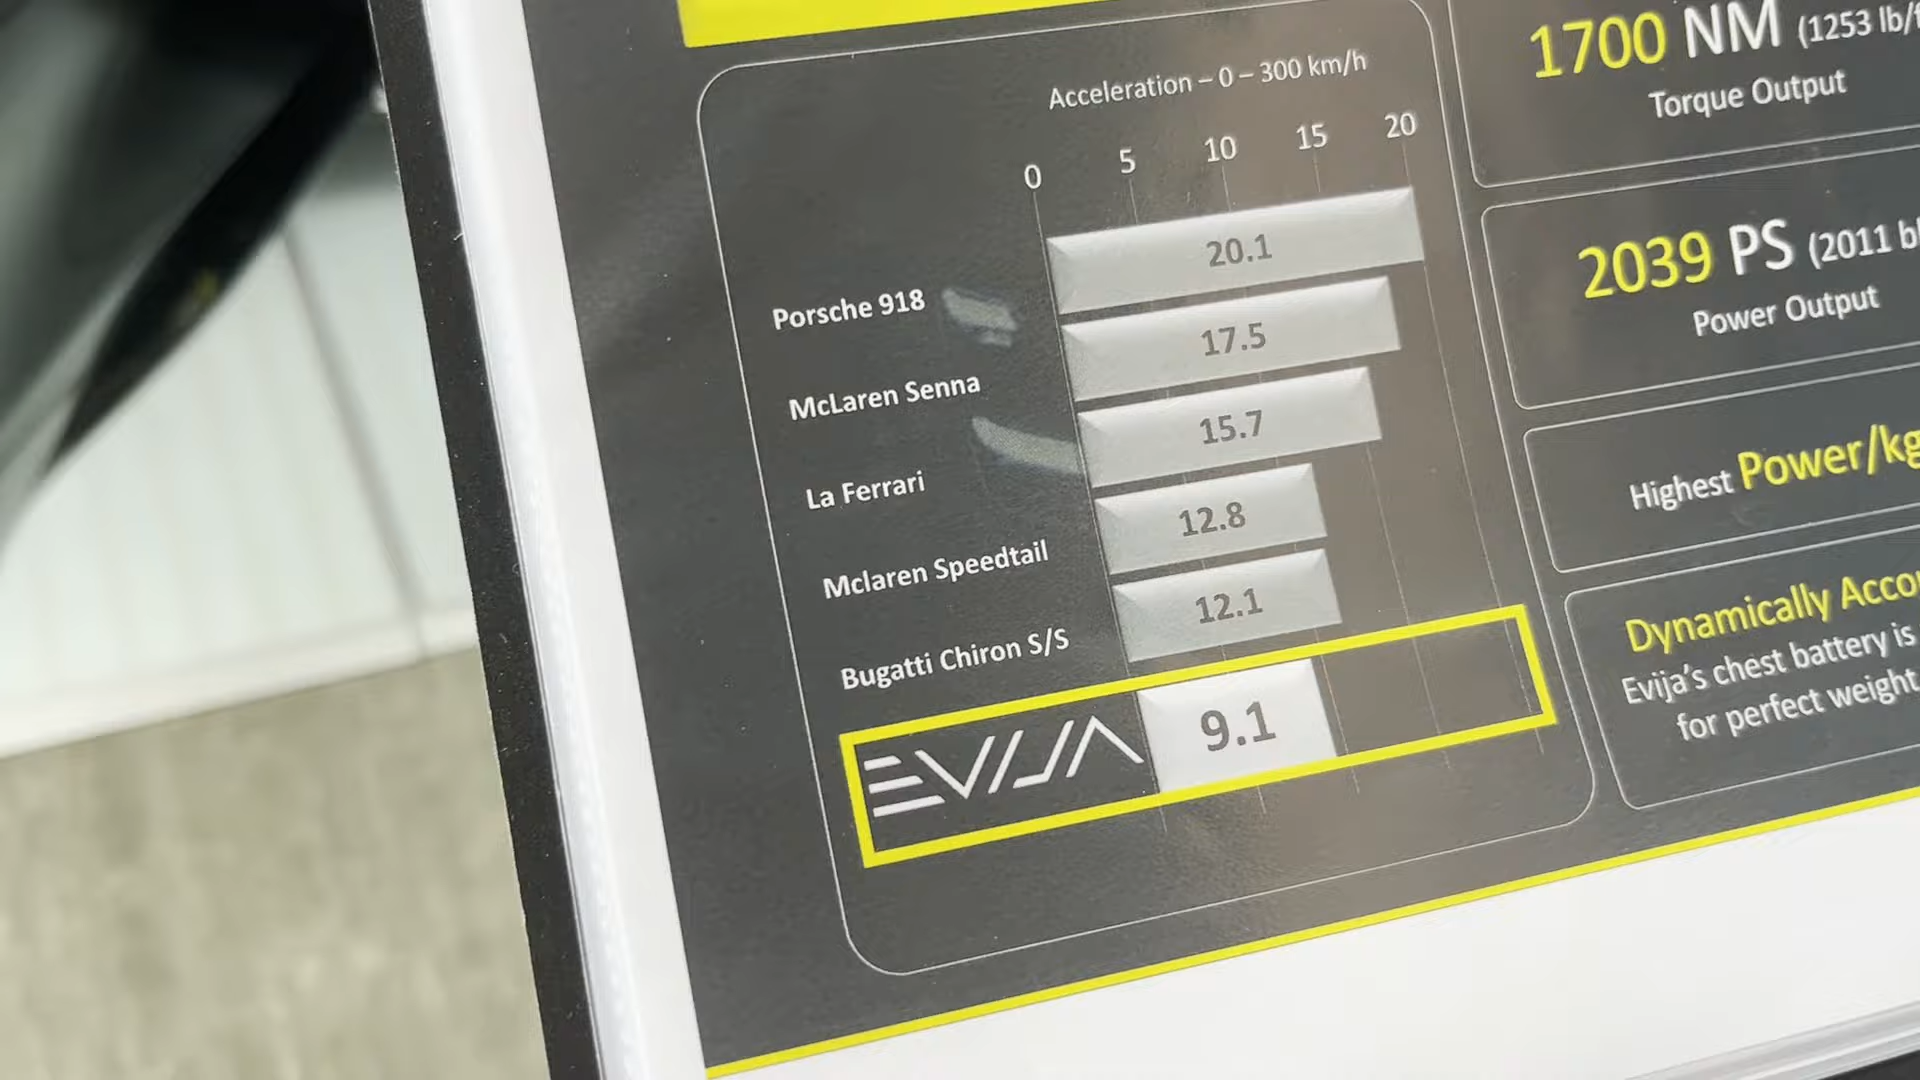 Acceleration – 0 – 300 km/h
0 5 10 15 20
Porsche 918 20.1
McLaren Senna 17.5
La Ferrari 15.7
Mclaren Speedtail 12.8
Bugatti Chiron S/S 12.1
EVIJA 9.1
1700 NM (1253 lb/
Torque Output
2039 PS (2011
Power Output
Highest Power/kg
Dynamically
Evija's chest battery is
for perfect weight